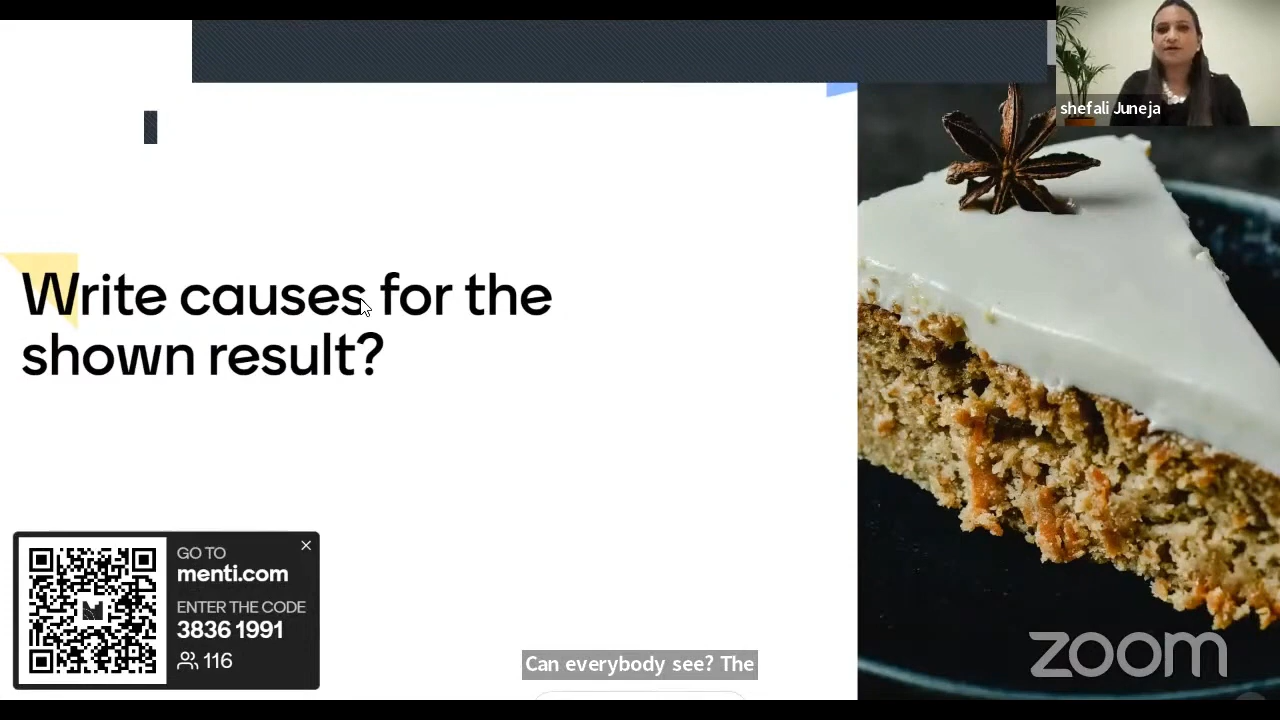 shefali Juneja
Write causes for the
shown result?
GO TO
menti.com
ENTER THE CODE
3836 1991
116
Can everybody see? The
zoom